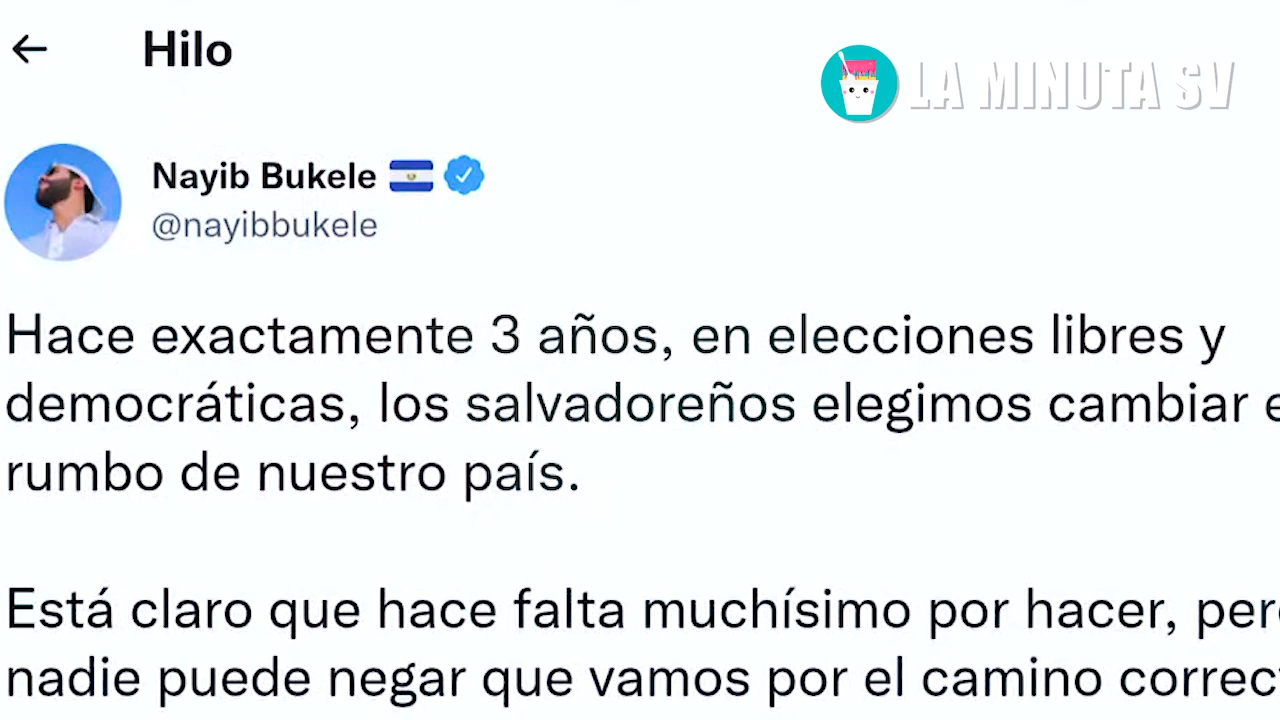 Hilo
LA MINUTA SV
Nayib Bukele
@nayibbukele
Hace exactamente 3 años, en elecciones libres y
democráticas, los salvadoreños elegimos cambiar
rumbo de nuestro país.
Está claro que hace falta muchísimo por hacer,
nadie puede negar que vamos por el camino